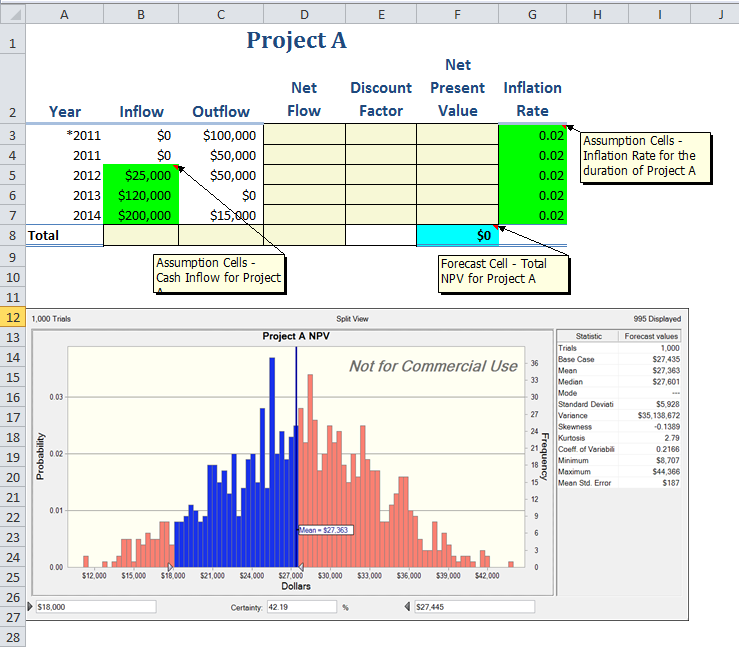 A B C D E F G H I J
1 Project A
2 Year Inflow Outflow Net Flow Discount Factor Net Present Value Inflation Rate
3 *2011 $0 $100,000 0.02
4 2011 $0 $50,000 0.02
5 2012 $25,000 $50,000 0.02
6 2013 $120,000 $0 0.02
7 2014 $200,000 $15,000 0.02
8 Total $0
Assumption Cells -
Inflation Rate for the
duration of Project A
9
10
11
Assumption Cells -
Cash Inflow for Project
Forecast Cell - Total
NPV for Project A
12
13
14
15
16
17
18
19
20
21
22
23
24
25
26
27
28
1,000 Trials Split View 995 Displayed
Project A NPV
Not for Commercial Use
Probability
0.03
0.02
0.01
0.00
36
33
30
27
24
21
18
15
12
9
6
3
0
Frequency
Mean = $27,363
$12,000 $15,000 $18,000 $21,000 $24,000 $27,000 $30,000 $33,000 $36,000 $39,000 $42,000
Dollars
Statistic Forecast values
Trials 1,000
Base Case $27,435
Mean $27,363
Median $27,601
Mode ---
Standard Deviati $5,928
Variance $35,138,672
Skewness -0.1389
Kurtosis 2.79
Coeff. of Variabili 0.2166
Minimum $8,707
Maximum $44,366
Mean Std. Error $187
$18,000 Certainty: 42.19 % $27,445